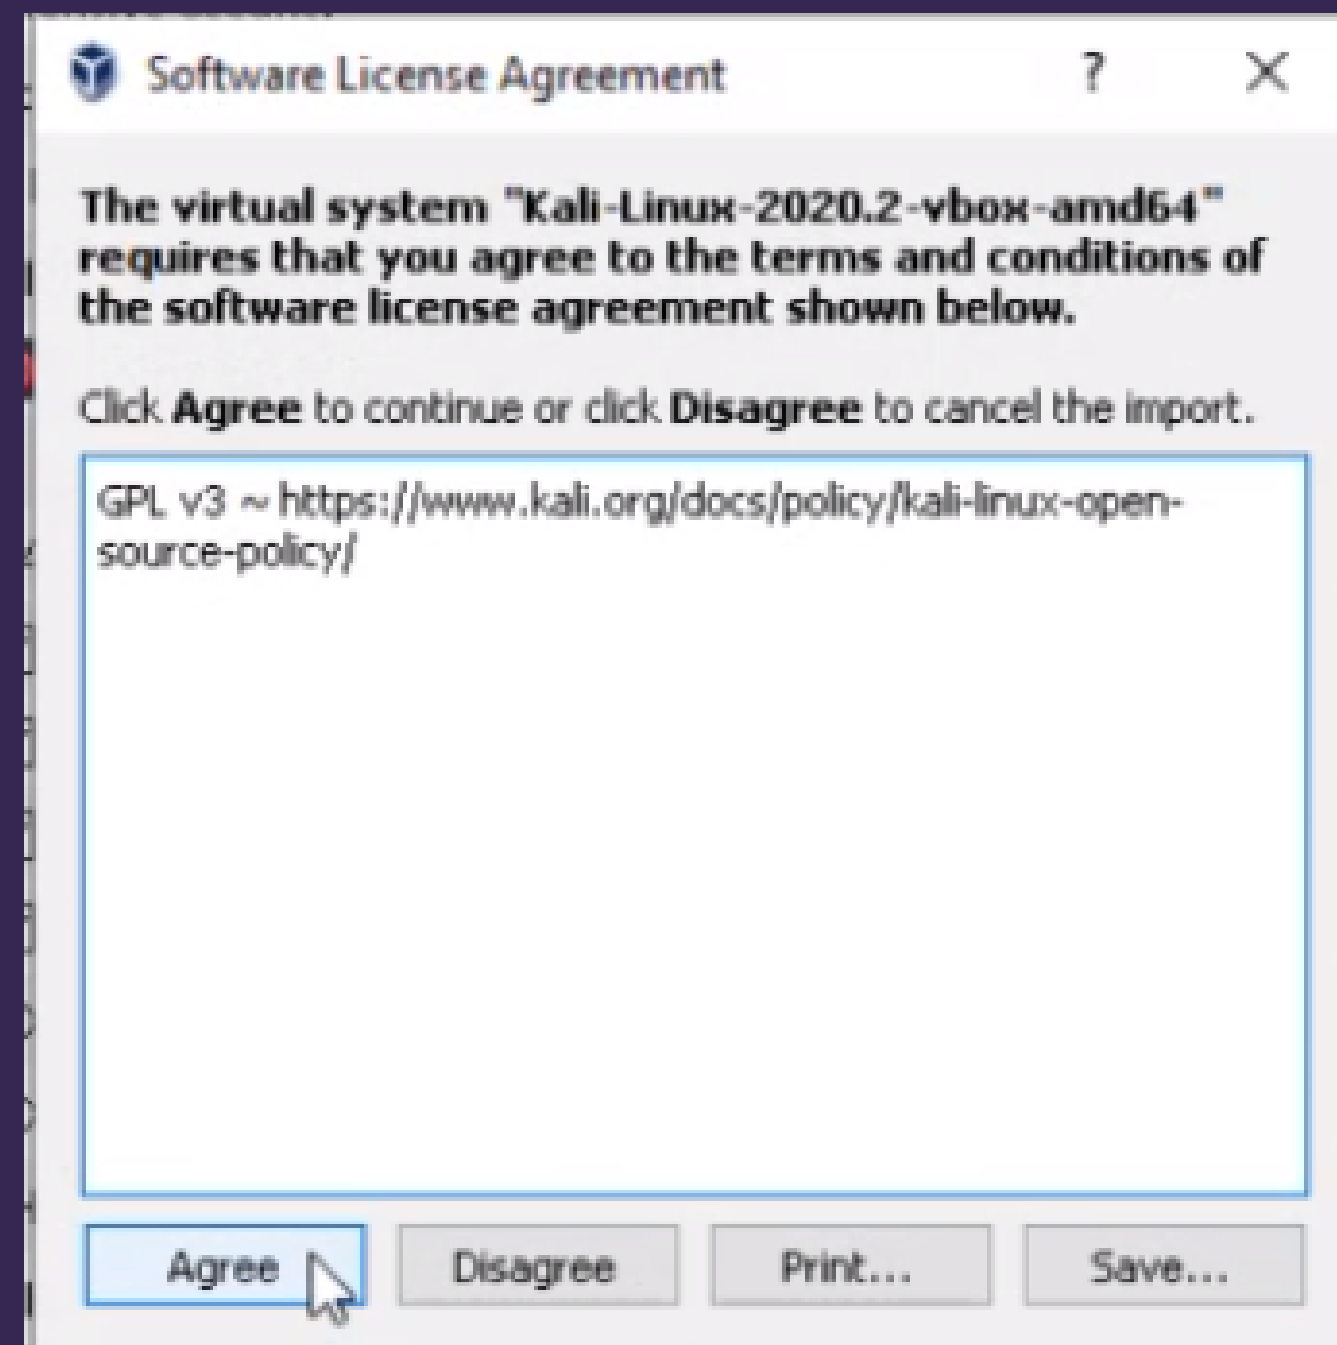 Software License Agreement ?
The virtual system "Kali-Linux-2020.2-vbox-amd64"
requires that you agree to the terms and conditions of
the software license agreement shown below.
Click Agree to continue or click Disagree to cancel the import.
GPL v3 ~ https://www.kali.org/docs/policy/kali-linux-open-
source-policy/
Agree Disagree Print... Save...